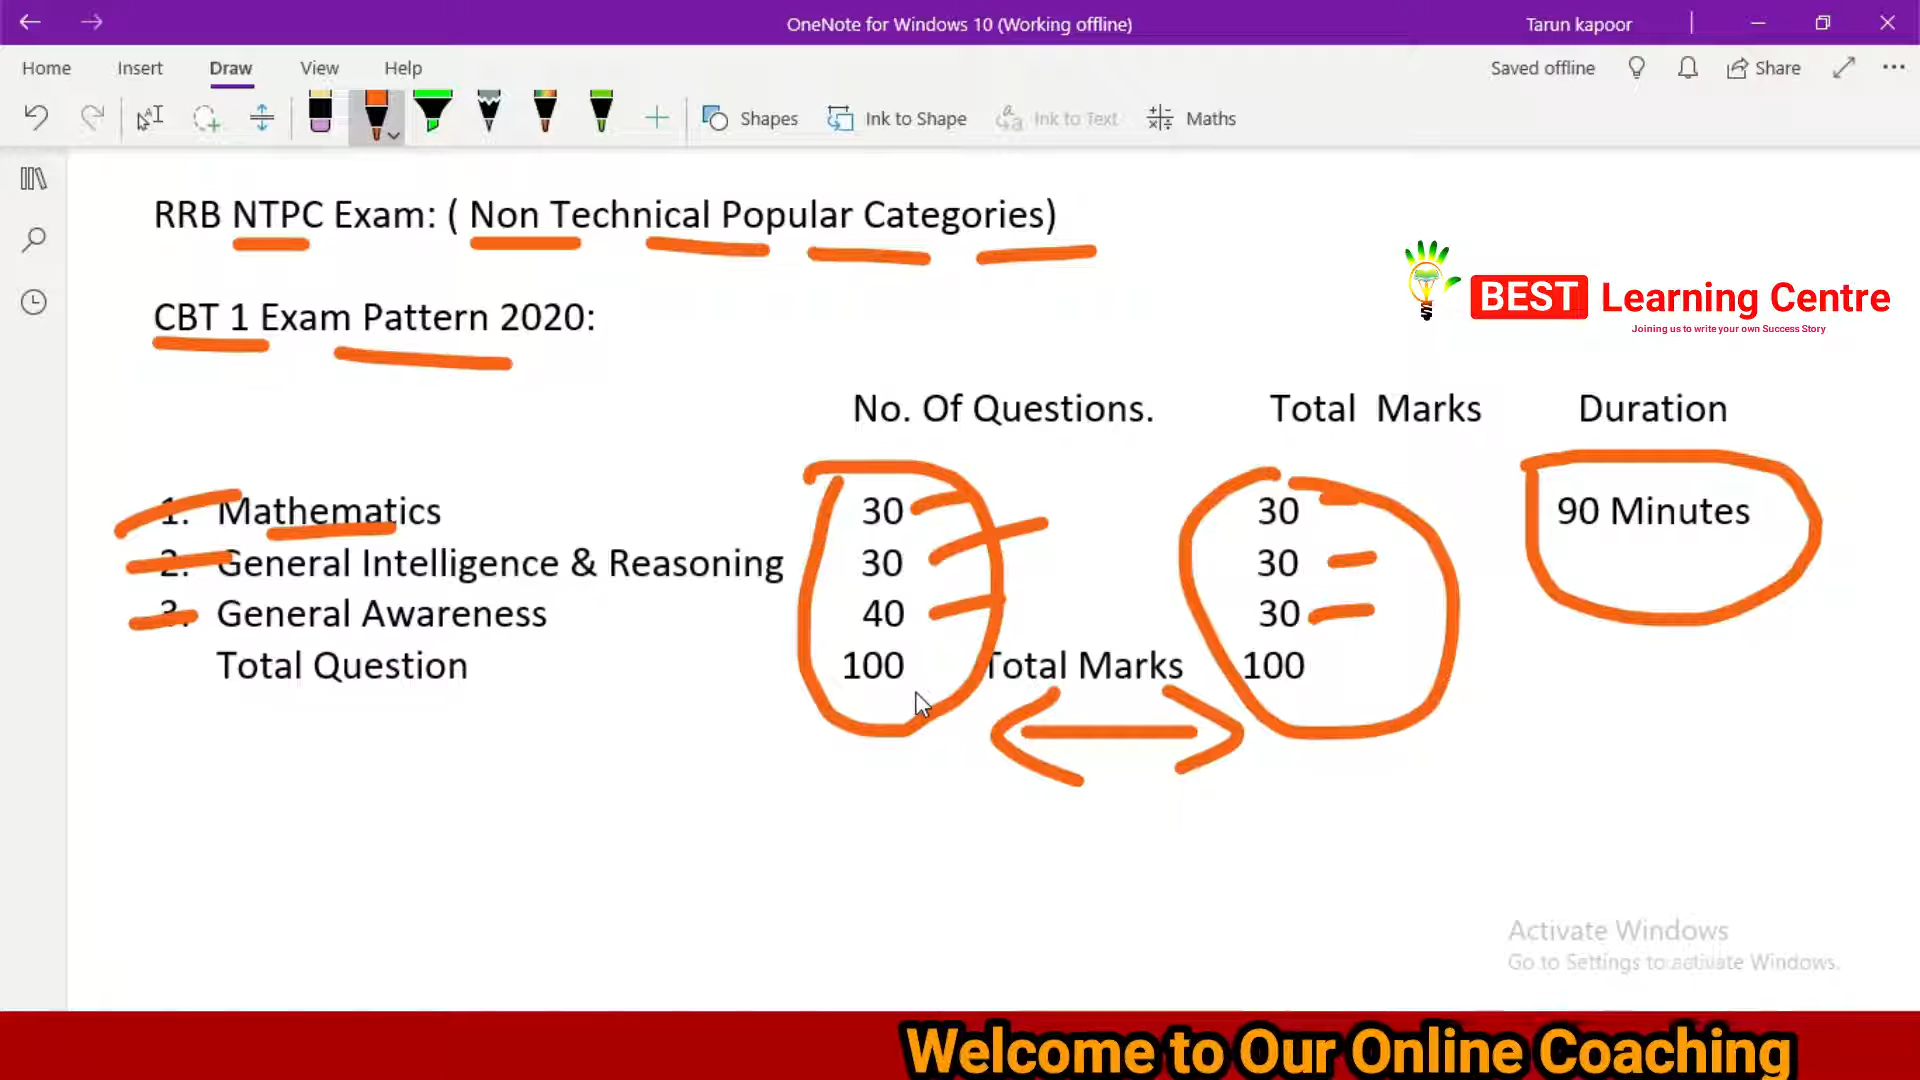 OneNote for Windows 10 (Working offline)
Tarun kapoor
Home Insert Draw View Help
Saved offline
Share
Shapes
Ink to Shape
Ink to Text
Maths
RRB NTPC Exam: ( Non Technical Popular Categories)
CBT 1 Exam Pattern 2020:
BEST Learning Centre
Joining us to write your own Success Story
No. Of Questions. Total Marks Duration
1. Mathematics 30 30 90 Minutes
2. General Intelligence & Reasoning 30 30
3. General Awareness 40 30
Total Question 100 Total Marks 100
Activate Windows
Go to Settings to activate Windows.
Welcome to Our Online Coaching